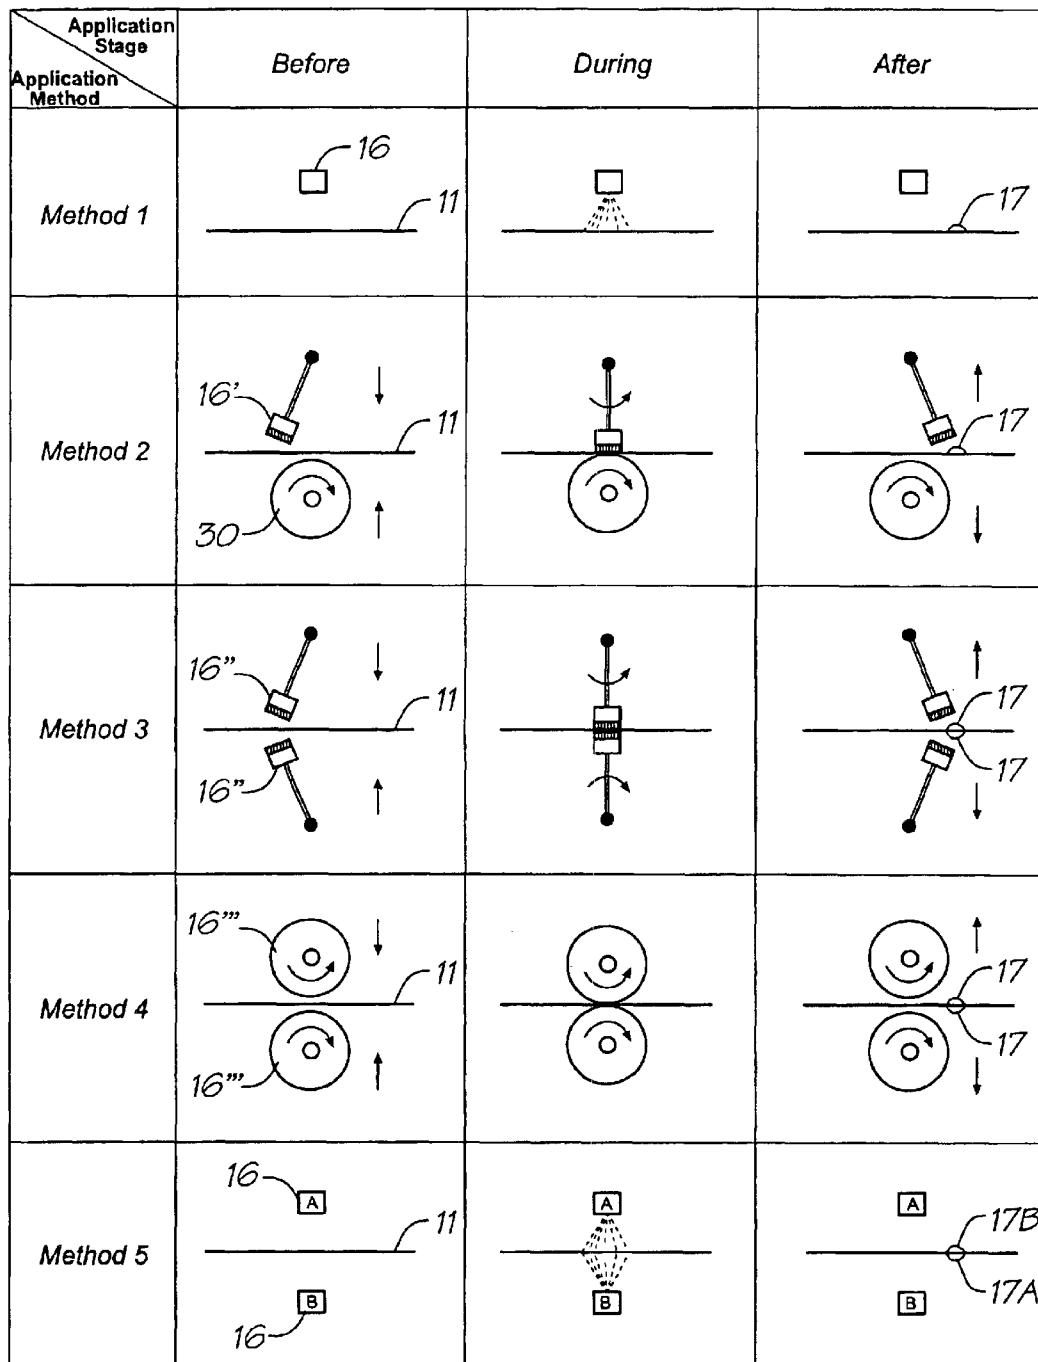 Application
Stage
Application
Method
Before
During
After
Method 1
16
11
17
Method 2
16'
11
30
17
Method 3
16"
11
16"
17
17
Method 4
16'''
11
16'''
17
17
Method 5
16
A
11
B
16
A
B
A
17B
17A
B